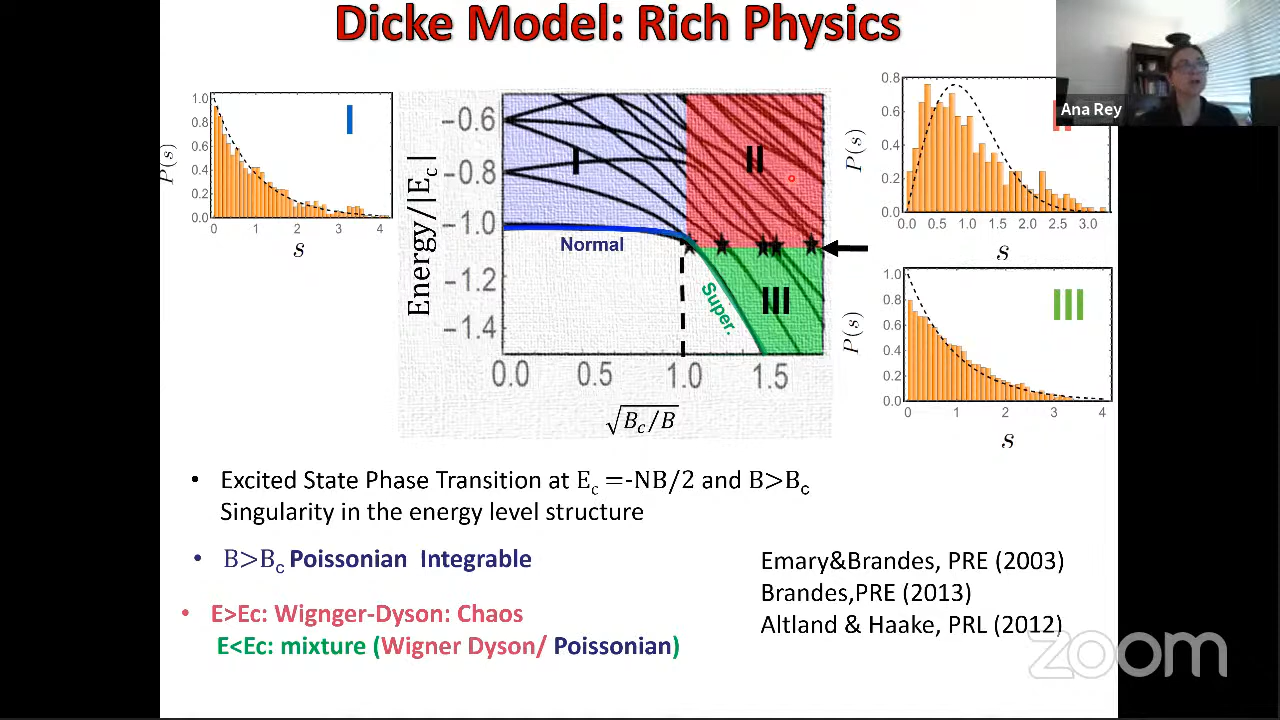 Dicke Model: Rich Physics
Ana Rey
1.0
0.8
0.6
0.4
0.2
0.0
0 1 2 3 4
P(s)
s
I
Energy/|E_c|
−0.6
−0.8
−1.0
−1.2
−1.4
0.0 0.5 1.0 1.5
√B_c/B
I
II
III
Normal
Super.
0.8
0.6
0.4
0.2
0.0
0.0 0.5 1.0 1.5 2.0 2.5 3.0
P(s)
s
1.0
0.8
0.6
0.4
0.2
0.0
0 1 2 3 4
P(s)
s
III
• Excited State Phase Transition at E_c =-NB/2 and B>B_c
Singularity in the energy level structure
• B>B_c Poissonian Integrable
• E>Ec: Wignger-Dyson: Chaos
E<Ec: mixture (Wigner Dyson/ Poissonian)
Emary&Brandes, PRE (2003)
Brandes,PRE (2013)
Altland & Haake, PRL (2012)
zoom